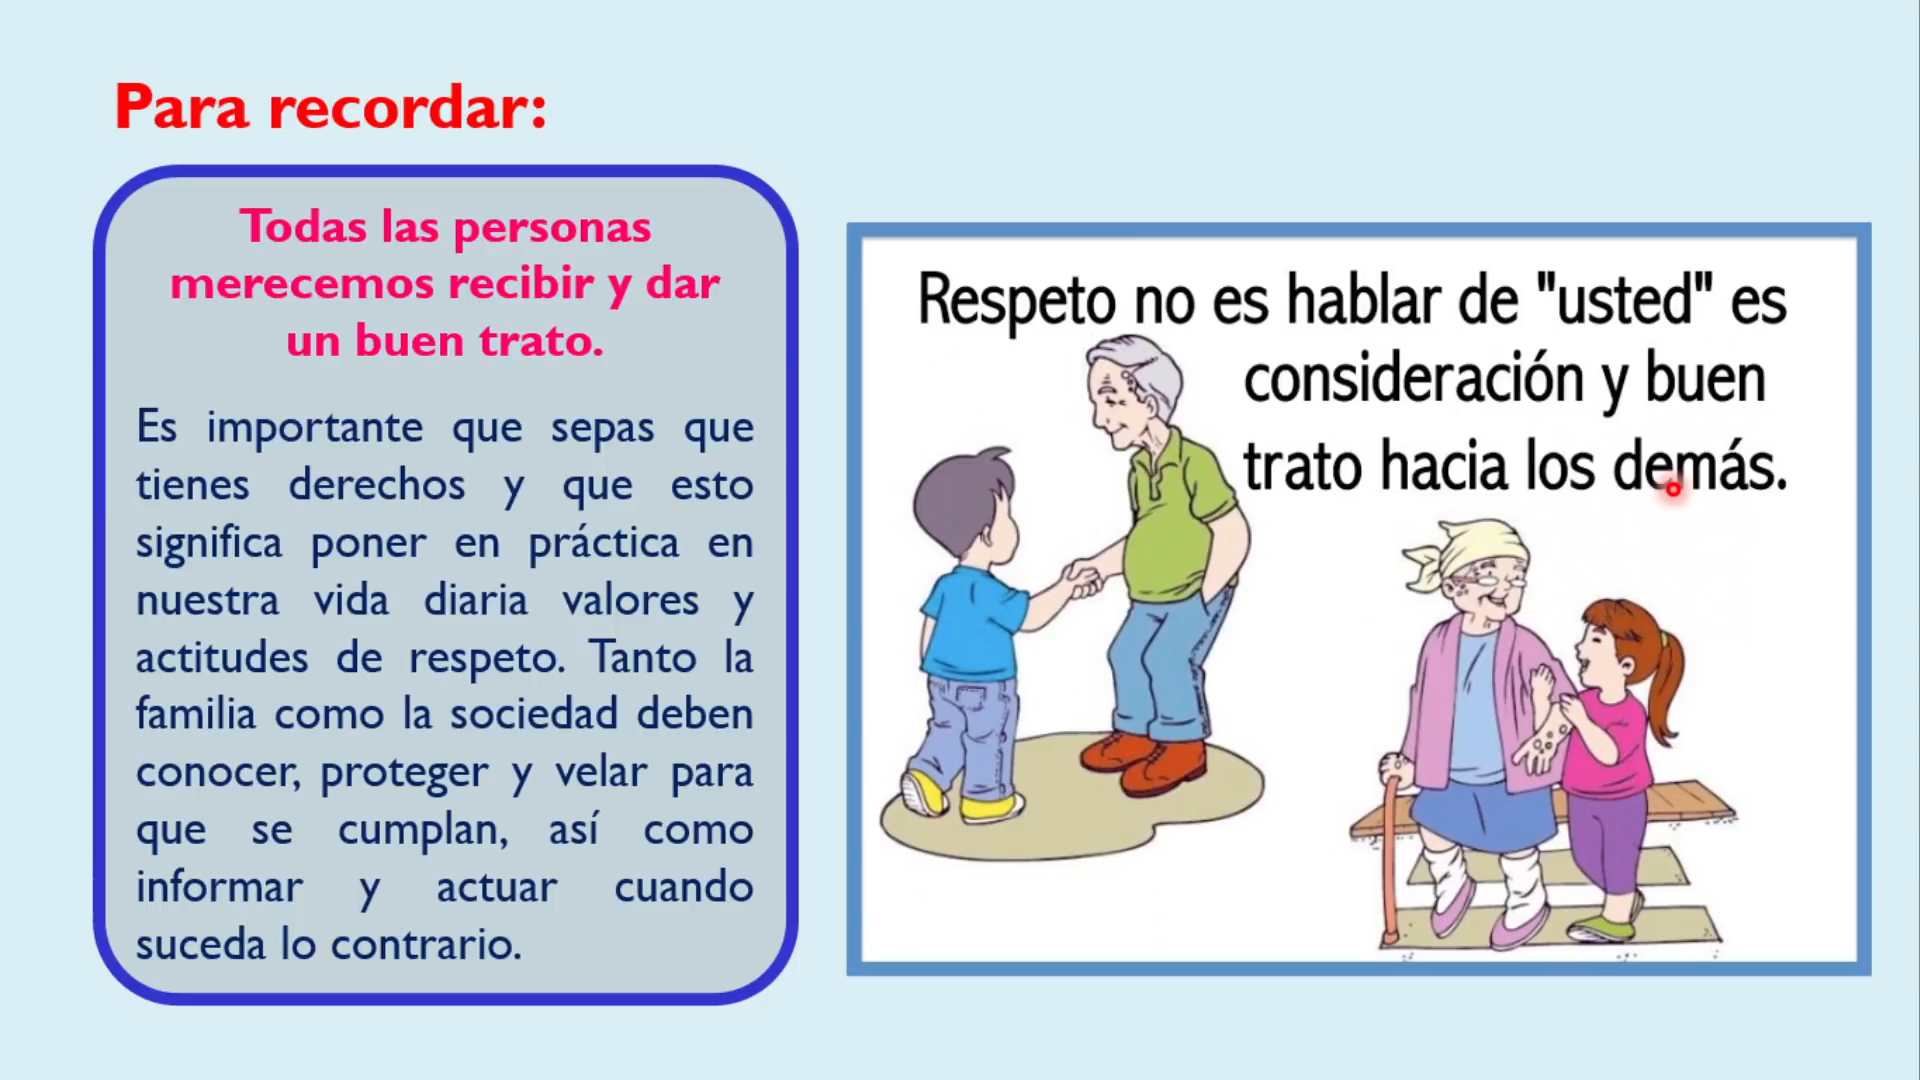 Para recordar:
Todas las personas
merecemos recibir y dar
un buen trato.
Es importante que sepas que
tienes derechos y que esto
significa poner en práctica en
nuestra vida diaria valores y
actitudes de respeto. Tanto la
familia como la sociedad deben
conocer, proteger y velar para
que se cumplan, así como
informar y actuar cuando
suceda lo contrario.
Respeto no es hablar de "usted" es
consideración y buen
trato hacia los demás.